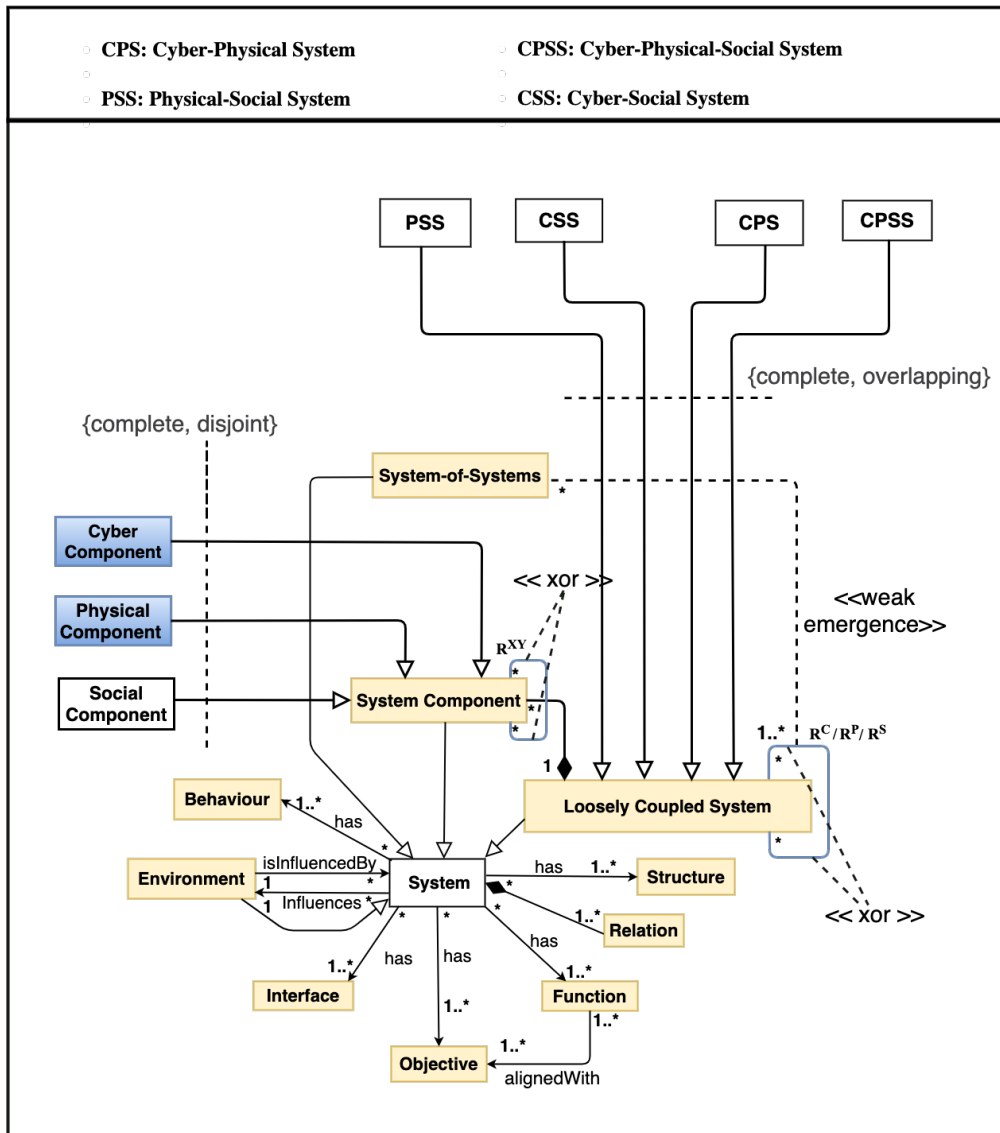 CPS: Cyber-Physical System
CPSS: Cyber-Physical-Social System
PSS: Physical-Social System
CSS: Cyber-Social System
PSS
CSS
CPS
CPSS
{complete, overlapping}
{complete, disjoint}
System-of-Systems
*
Cyber
Component
<< xor >>
Physical
Component
<<weak
emergence>>
R^XY
*
Social
Component
System Component
*
*
1..*
R^C / R^P / R^S
*
1
Behaviour
1..*
has
Loosely Coupled System
*
*
isInfluencedBy
Environment
1
*
System
has
1..*
Structure
1
Influences
*
*
*
*
*
1..*
Relation
<< xor >>
has
has
has
1..*
1..*
Interface
Function
1..*
1..*
1..*
Objective
alignedWith